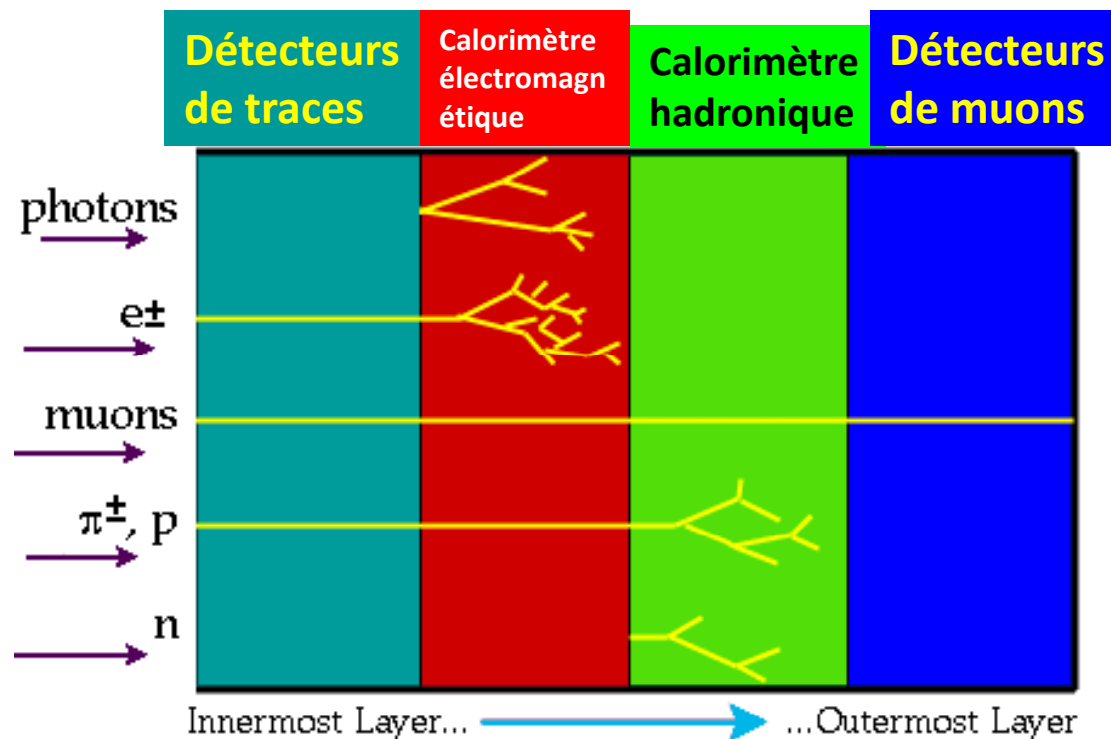 Détecteurs
de traces
Calorimètre
électromagn
étique
Calorimètre
hadronique
Détecteurs
de muons
photons
e±
muons
π±, p
n
Innermost Layer...
...Outermost Layer